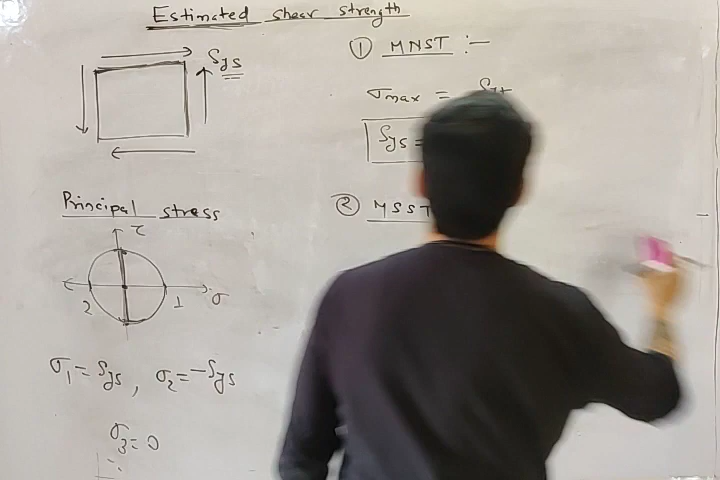 Estimated shear strength
Sys
① MNST :-
σmax = Syt
Sys =
Principal stress
τ
σ
2
1
② MSST
σ1 = Sys, σ2 = -Sys
σ3 = 0